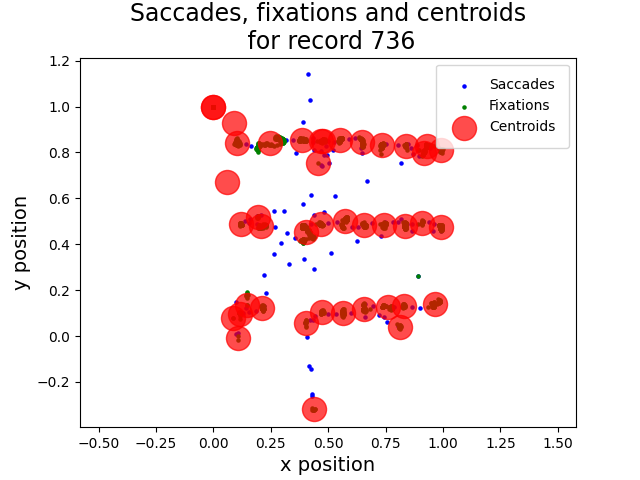 Saccades, fixations and centroids
for record 736
Saccades
Fixations
Centroids
1.2
1.0
0.8
0.6
0.4
0.2
0.0
−0.2
y position
−0.50
−0.25
0.00
0.25
0.50
0.75
1.00
1.25
1.50
x position